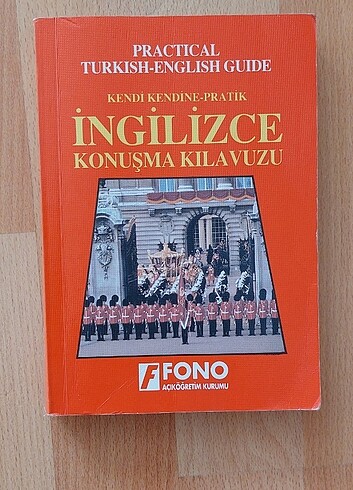 PRACTICAL
TURKISH-ENGLISH GUIDE
KENDİ KENDİNE-PRATİK
İNGİLİZCE
KONUŞMA KILAVUZU
FONO
AÇIKÖĞRETİM KURUMU